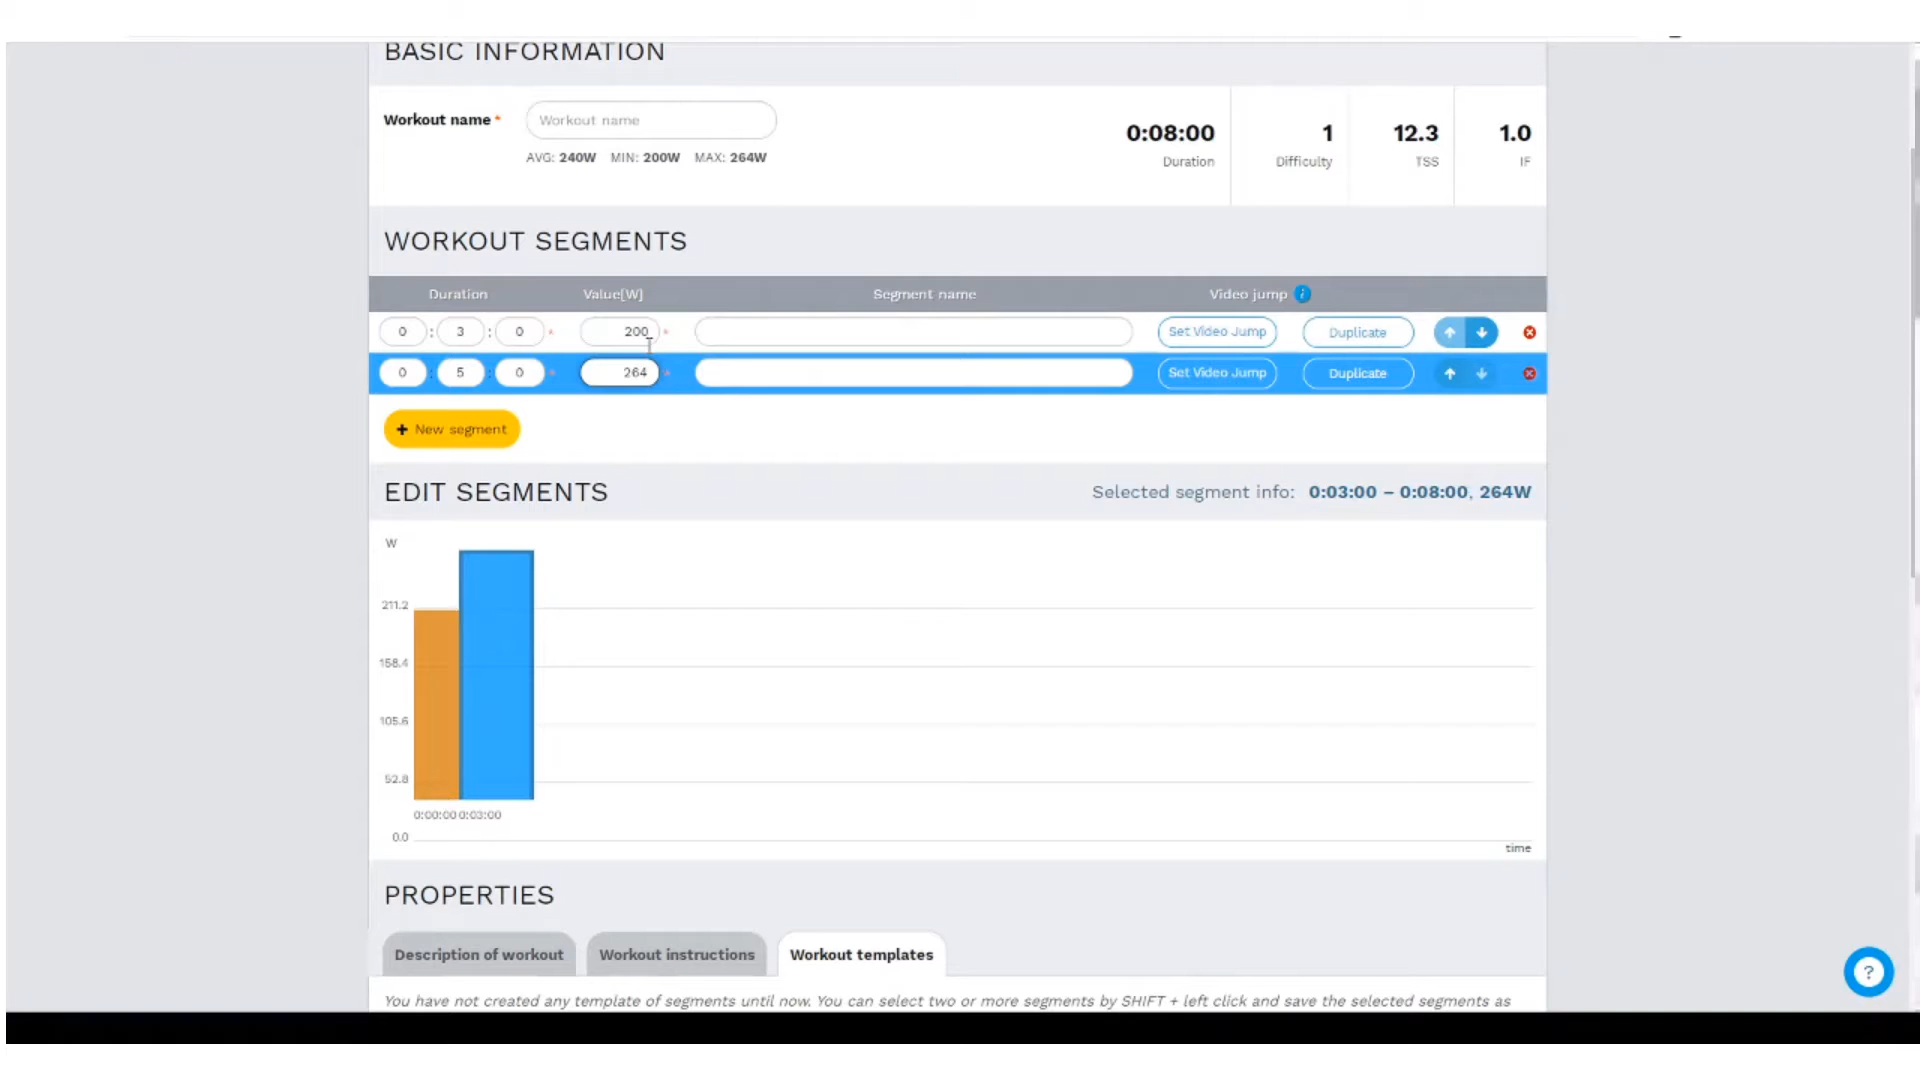 BASIC INFORMATION
Workout name * Workout name
AVG: 240W MIN: 200W MAX: 264W
0:08:00 1 12.3 1.0
Duration Difficulty TSS IF
WORKOUT SEGMENTS
Duration Value[W] Segment name Video jump i
0 : 3 : 0 * 200 * Set Video Jump Duplicate
0 : 5 : 0 * 264 * Set Video Jump Duplicate
+ New segment
EDIT SEGMENTS Selected segment info: 0:03:00 – 0:08:00, 264W
W
211.2
158.4
105.6
52.8
0:00:00 0:03:00
0.0
time
PROPERTIES
Description of workout Workout instructions Workout templates
?
You have not created any template of segments until now. You can select two or more segments by SHIFT + left click and save the selected segments as